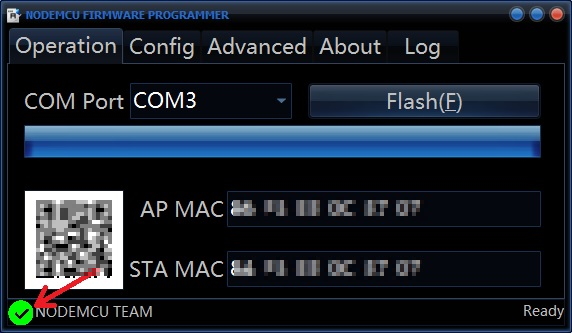 NODEMCU FIRMWARE PROGRAMMER
Operation Config Advanced About Log
COM Port COM3 Flash(F)
AP MAC
STA MAC
NODEMCU TEAM Ready